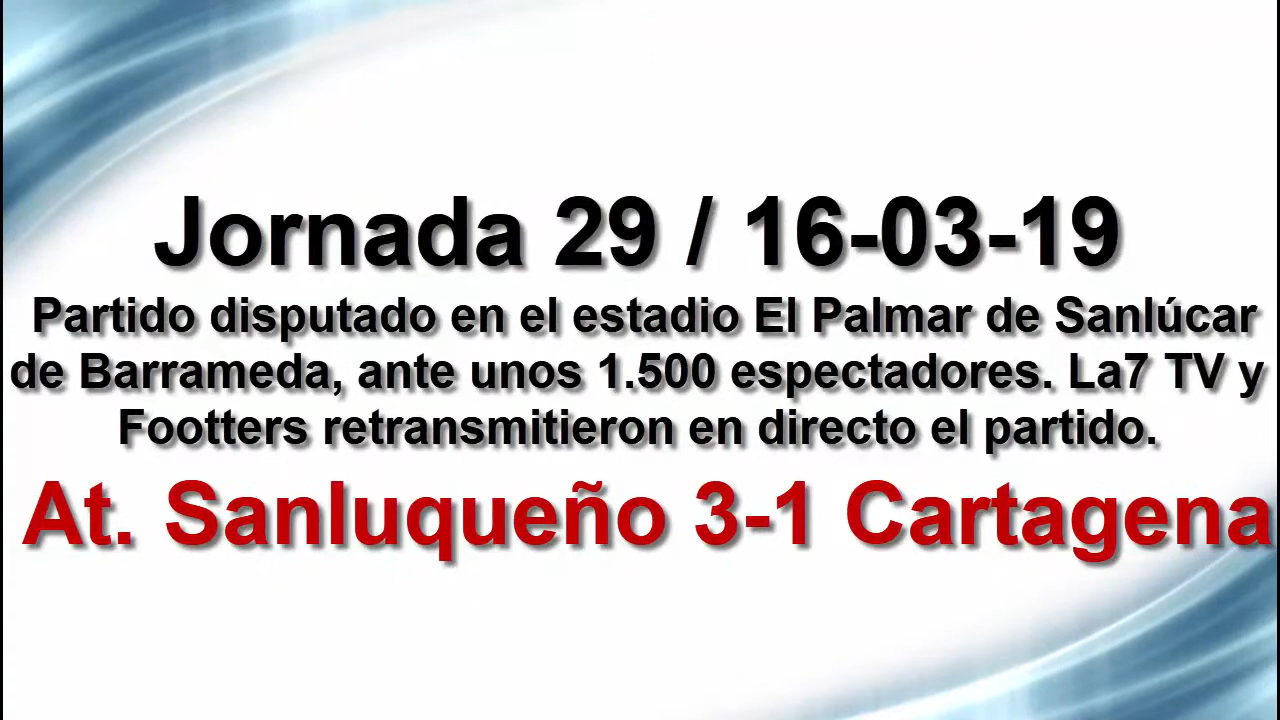 Jornada 29 / 16-03-19
Partido disputado en el estadio El Palmar de Sanlúcar
de Barrameda, ante unos 1.500 espectadores. La7 TV y
Footters retransmitieron en directo el partido.
At. Sanluqueño 3-1 Cartagena